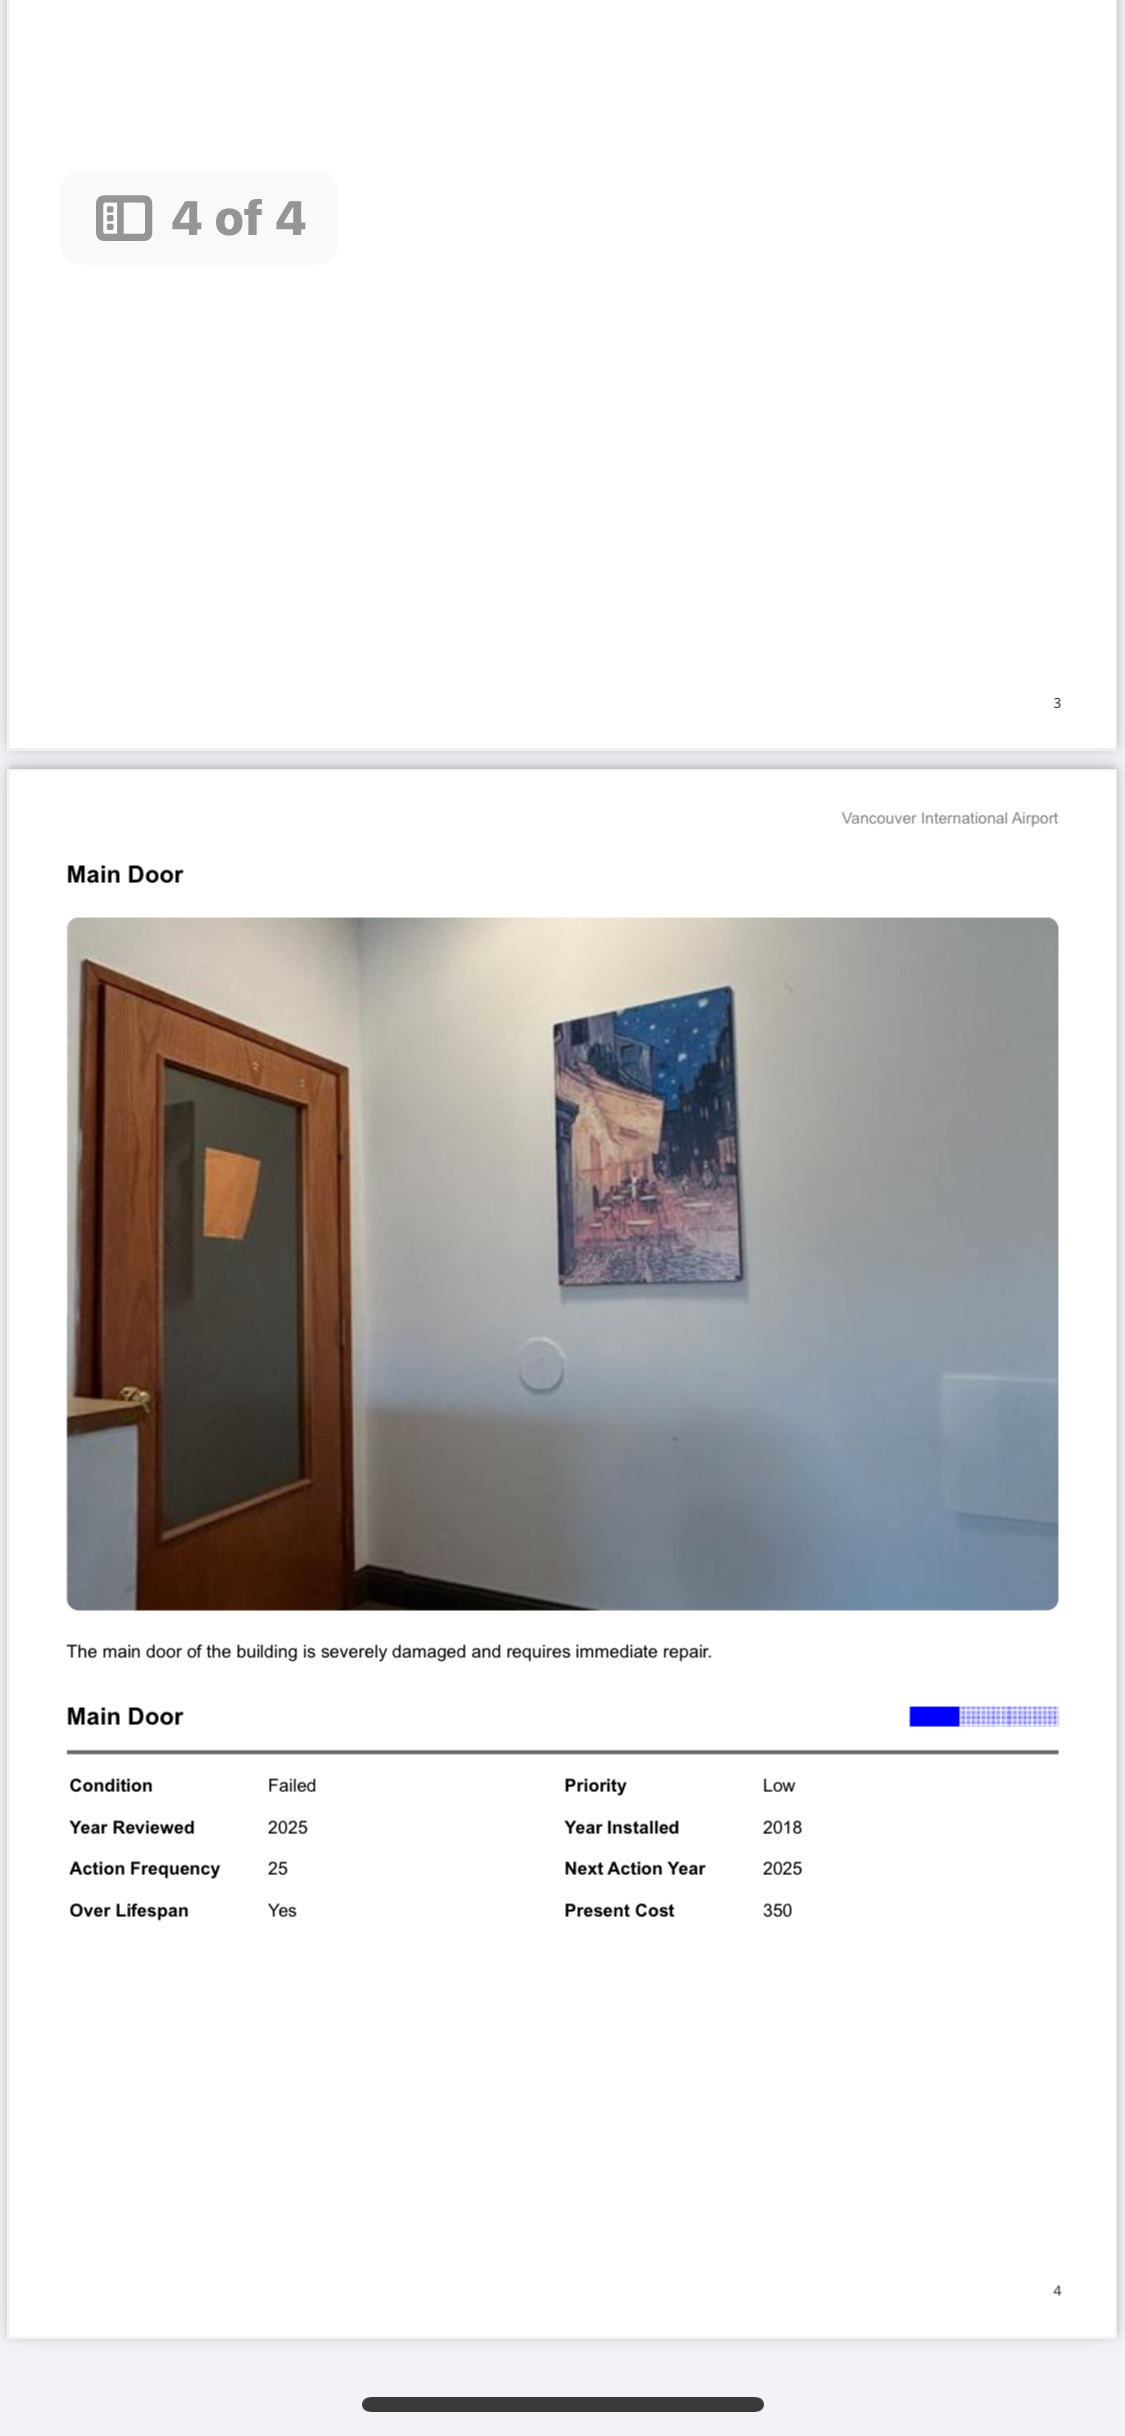 4 of 4
3
Vancouver International Airport
Main Door
The main door of the building is severely damaged and requires immediate repair.
Main Door
Condition Failed Priority Low
Year Reviewed 2025 Year Installed 2018
Action Frequency 25 Next Action Year 2025
Over Lifespan Yes Present Cost 350
4